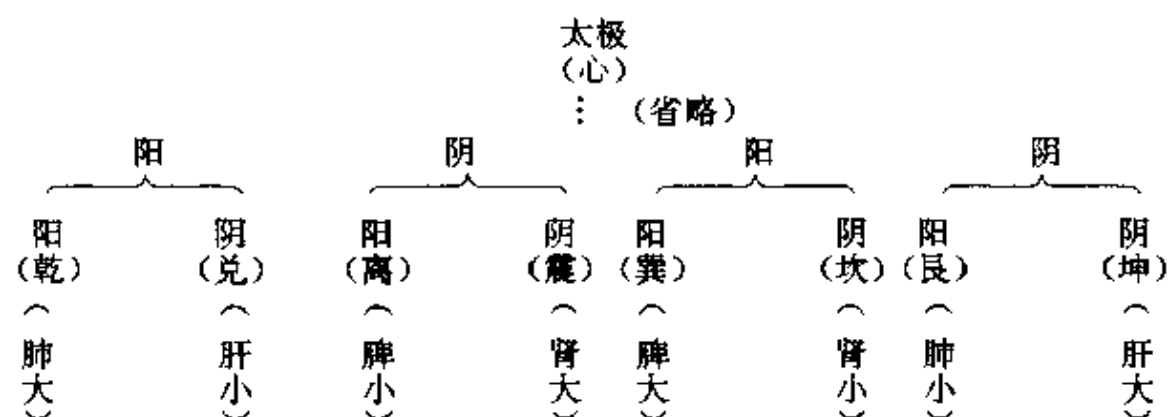 太极
(心)
⋮ (省略)
阳 阴 阳 阴
阳 阴 阳 阴 阳 阴 阳 阴
(乾) (兑) (离) (震) (巽) (坎) (艮) (坤)
(肺大) (肝小) (脾小) (肾大) (脾大) (肾小) (肺小) (肝大)